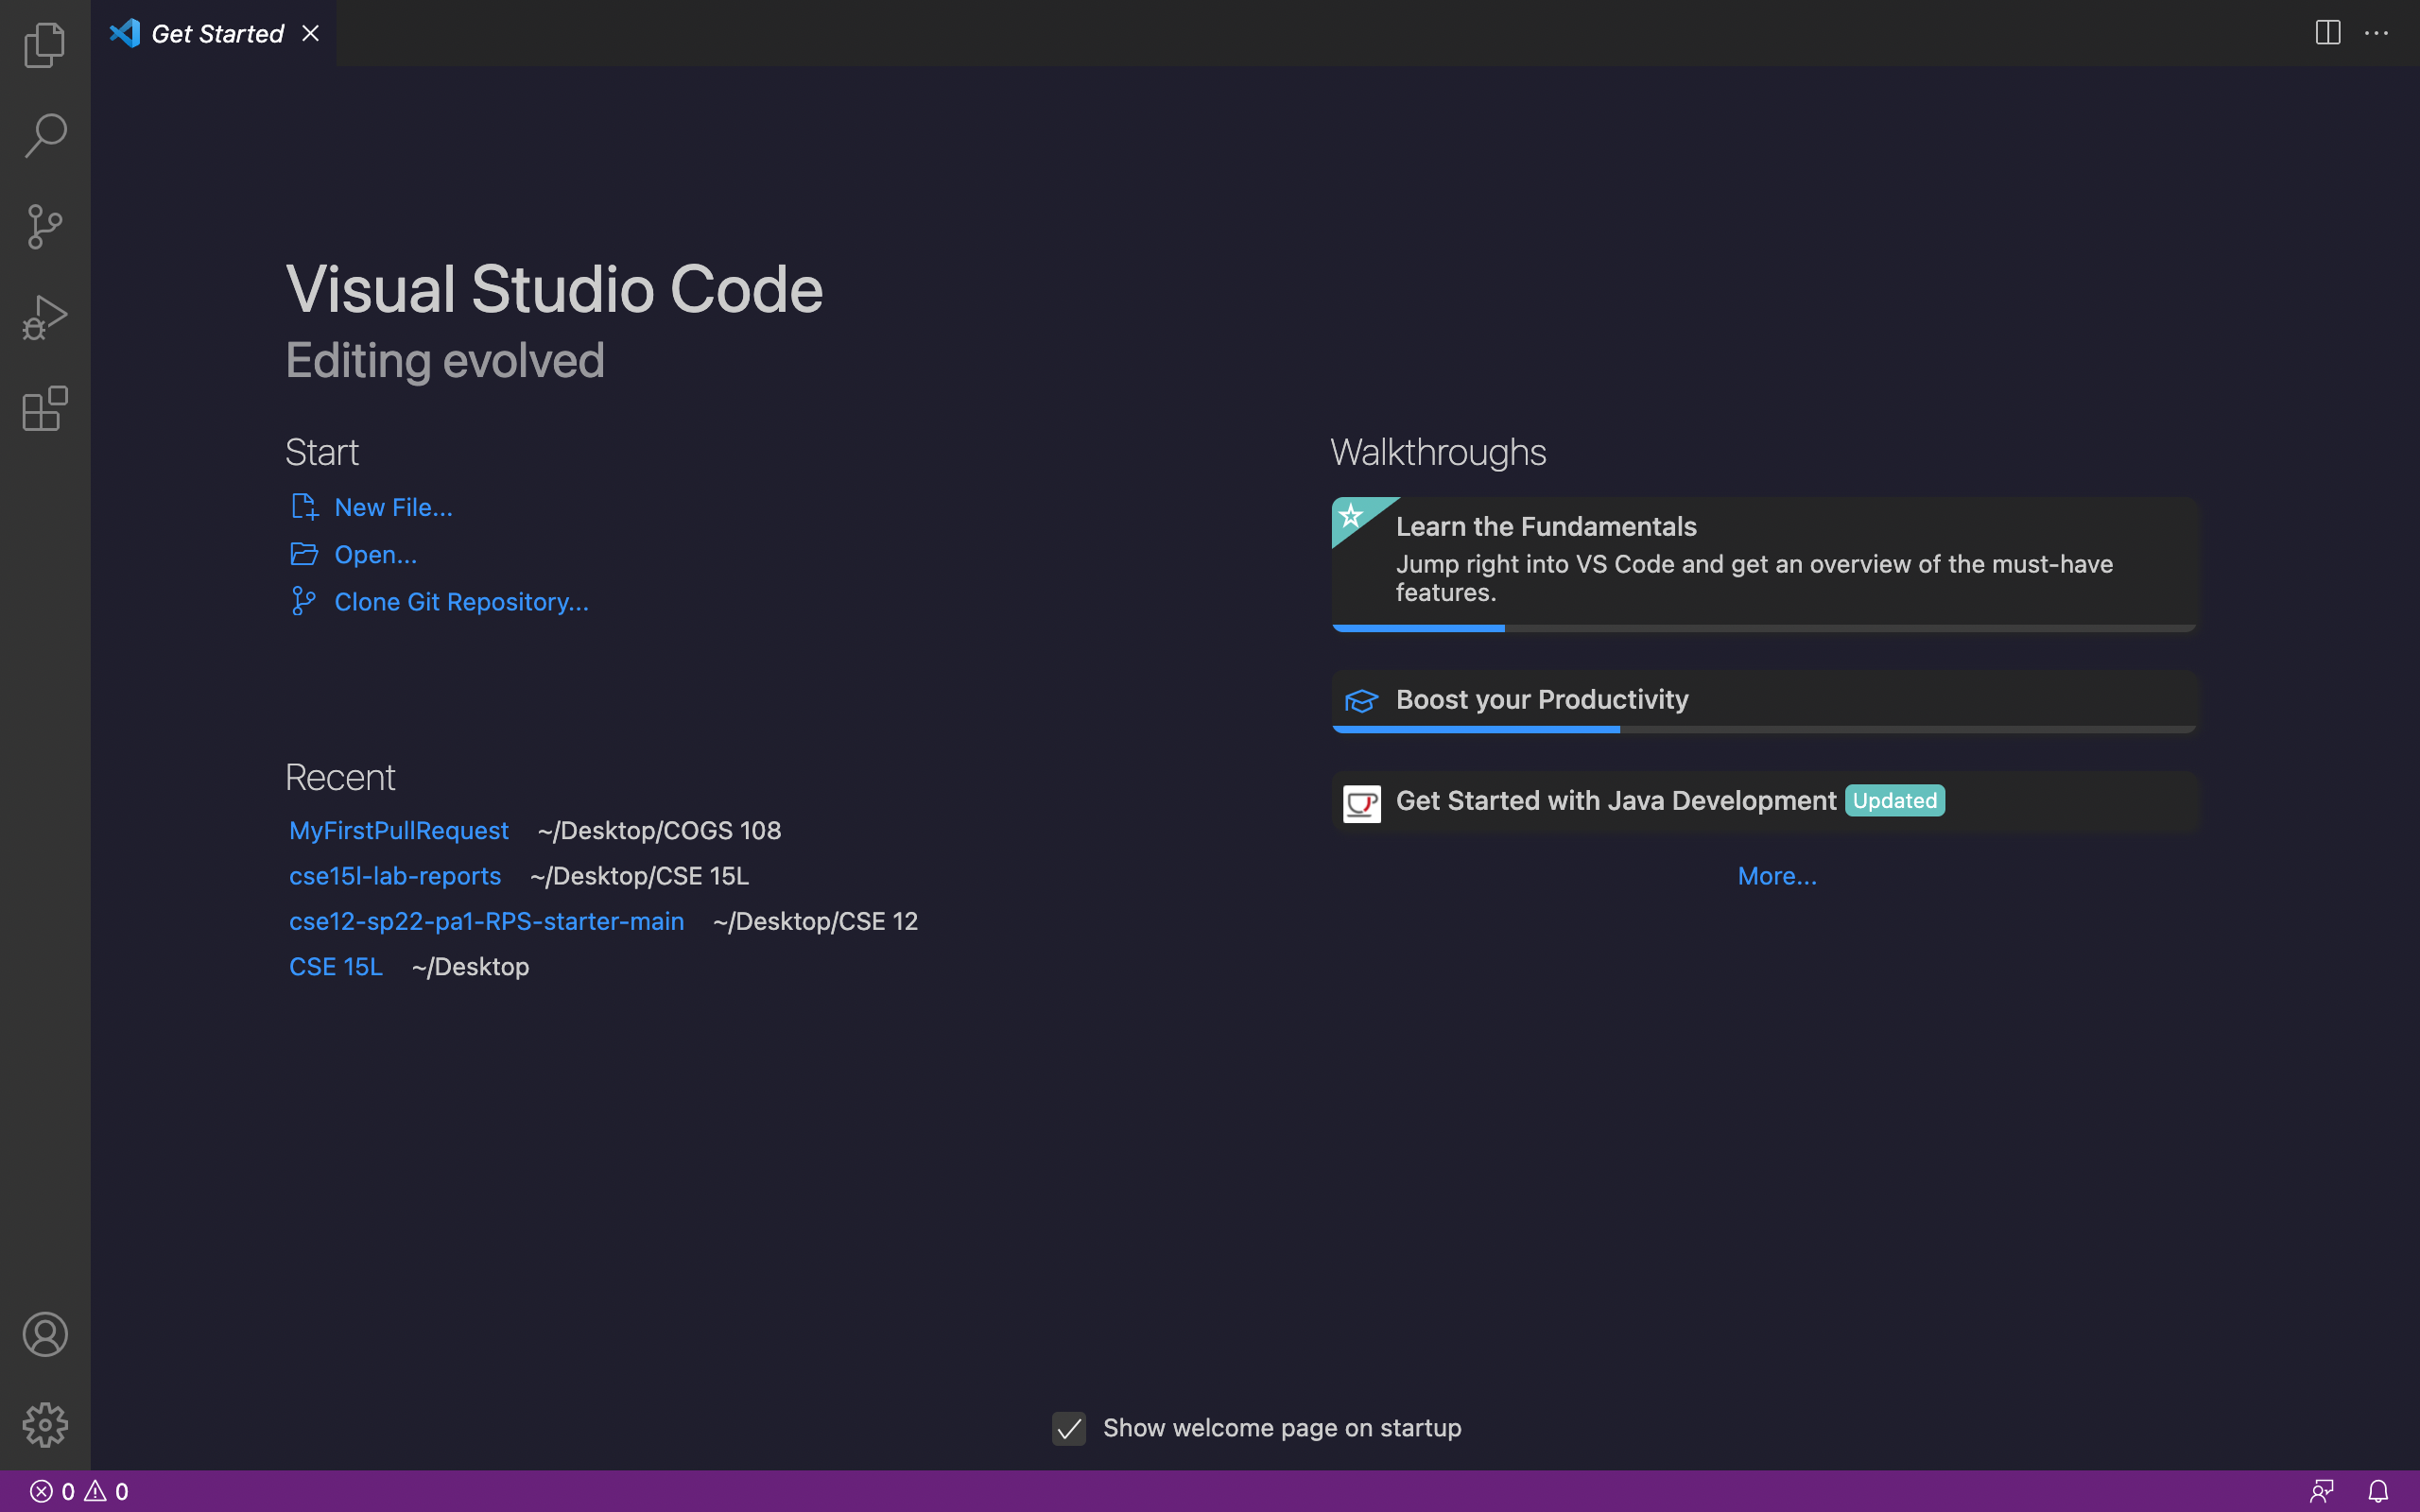 Get Started
Visual Studio Code
Editing evolved
Start
New File...
Open...
Clone Git Repository...
Recent
MyFirstPullRequest ~/Desktop/COGS 108
cse15l-lab-reports ~/Desktop/CSE 15L
cse12-sp22-pa1-RPS-starter-main ~/Desktop/CSE 12
CSE 15L ~/Desktop
Walkthroughs
Learn the Fundamentals
Jump right into VS Code and get an overview of the must-have
features.
Boost your Productivity
Get Started with Java Development Updated
More...
Show welcome page on startup
0 0